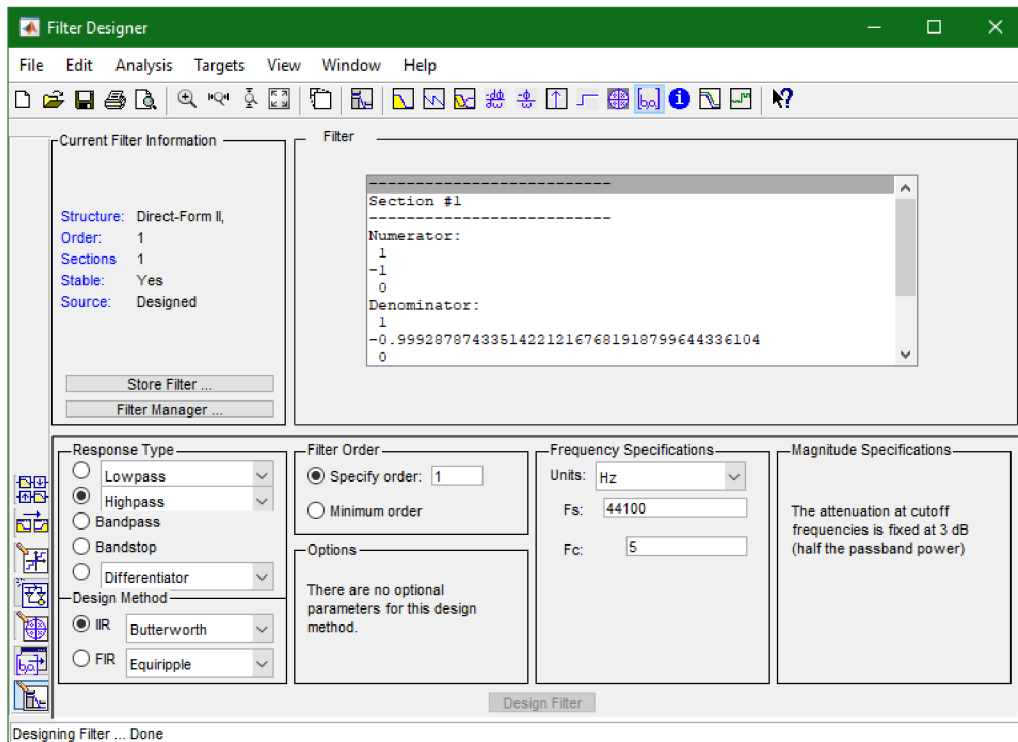 Filter Designer
File Edit Analysis Targets View Window Help
Current Filter Information
Structure: Direct-Form II,
Order: 1
Sections 1
Stable: Yes
Source: Designed
Store Filter ...
Filter Manager ...
Filter
--------------------------
Section #1
--------------------------
Numerator:
1
-1
0
Denominator:
1
-0.999287874335142212167681918799644336104
0
Response Type
Lowpass
Highpass
Bandpass
Bandstop
Differentiator
Design Method
IIR Butterworth
FIR Equiripple
Filter Order
Specify order: 1
Minimum order
Options
There are no optional
parameters for this design
method.
Frequency Specifications
Units: Hz
Fs: 44100
Fc: 5
Magnitude Specifications
The attenuation at cutoff
frequencies is fixed at 3 dB
(half the passband power)
Design Filter
Designing Filter ... Done